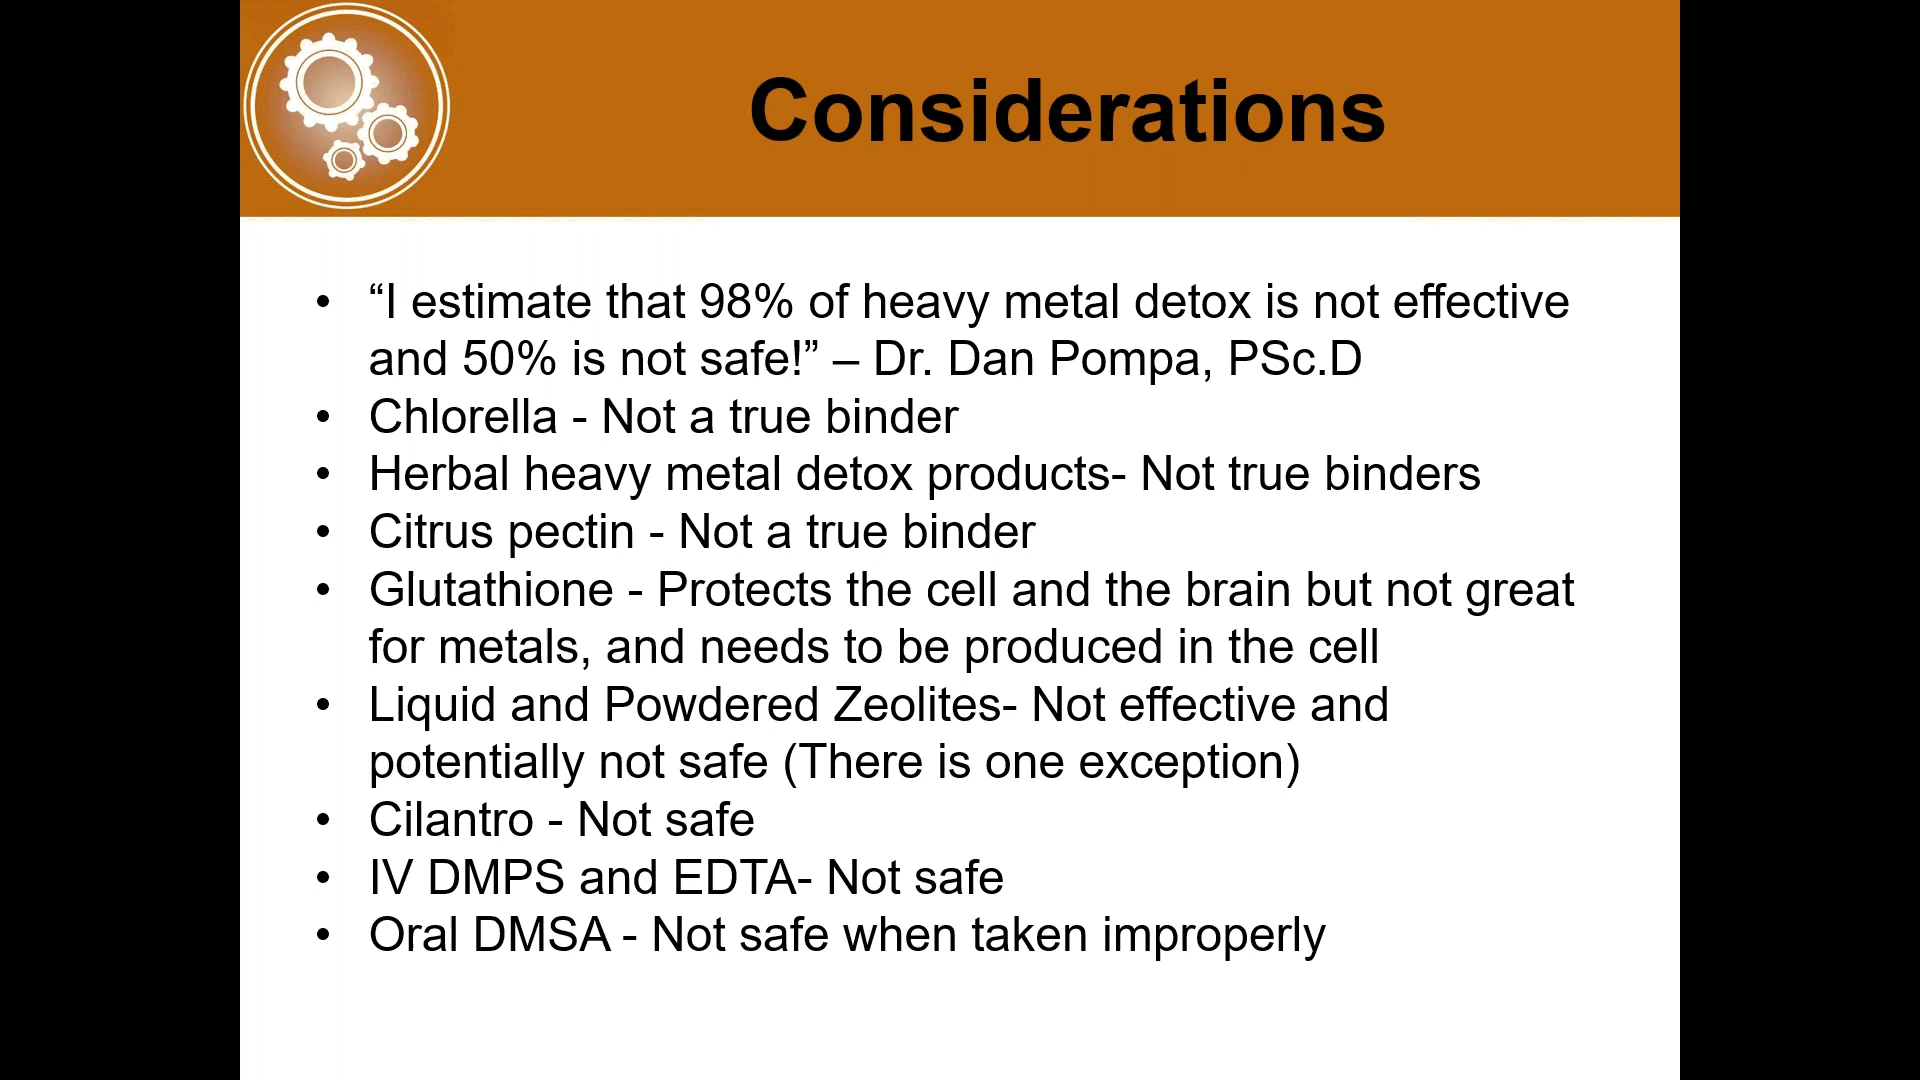 Considerations
• “I estimate that 98% of heavy metal detox is not effective
and 50% is not safe!” – Dr. Dan Pompa, PSc.D
• Chlorella - Not a true binder
• Herbal heavy metal detox products- Not true binders
• Citrus pectin - Not a true binder
• Glutathione - Protects the cell and the brain but not great
for metals, and needs to be produced in the cell
• Liquid and Powdered Zeolites- Not effective and
potentially not safe (There is one exception)
• Cilantro - Not safe
• IV DMPS and EDTA- Not safe
• Oral DMSA - Not safe when taken improperly